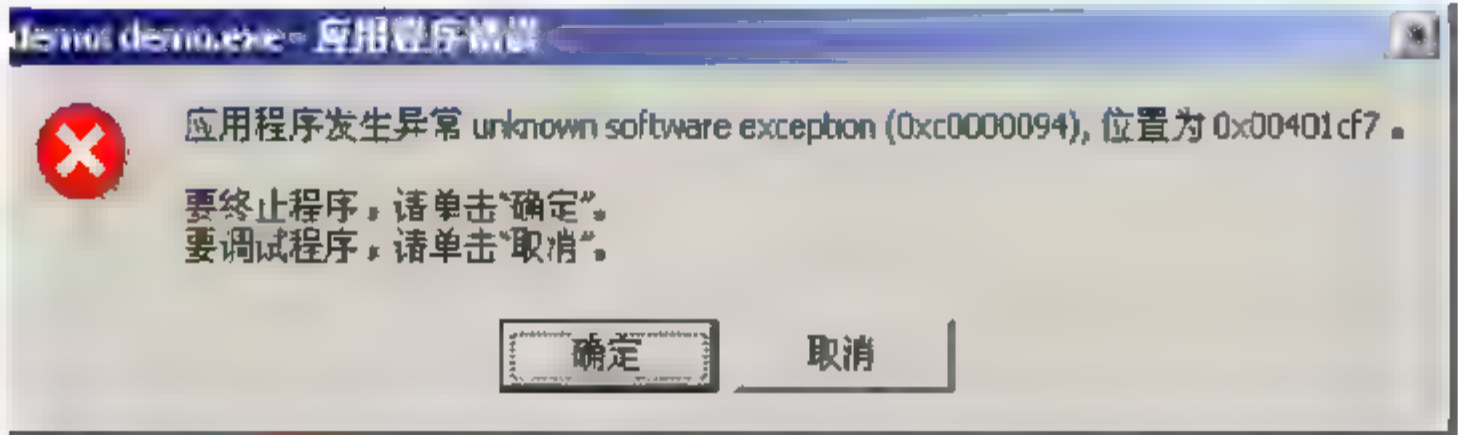 demo: demo.exe - 应用程序错误
应用程序发生异常 unknown software exception (0xc0000094), 位置为 0x00401cf7。
要终止程序，请单击"确定"。
要调试程序，请单击"取消"。
确定
取消